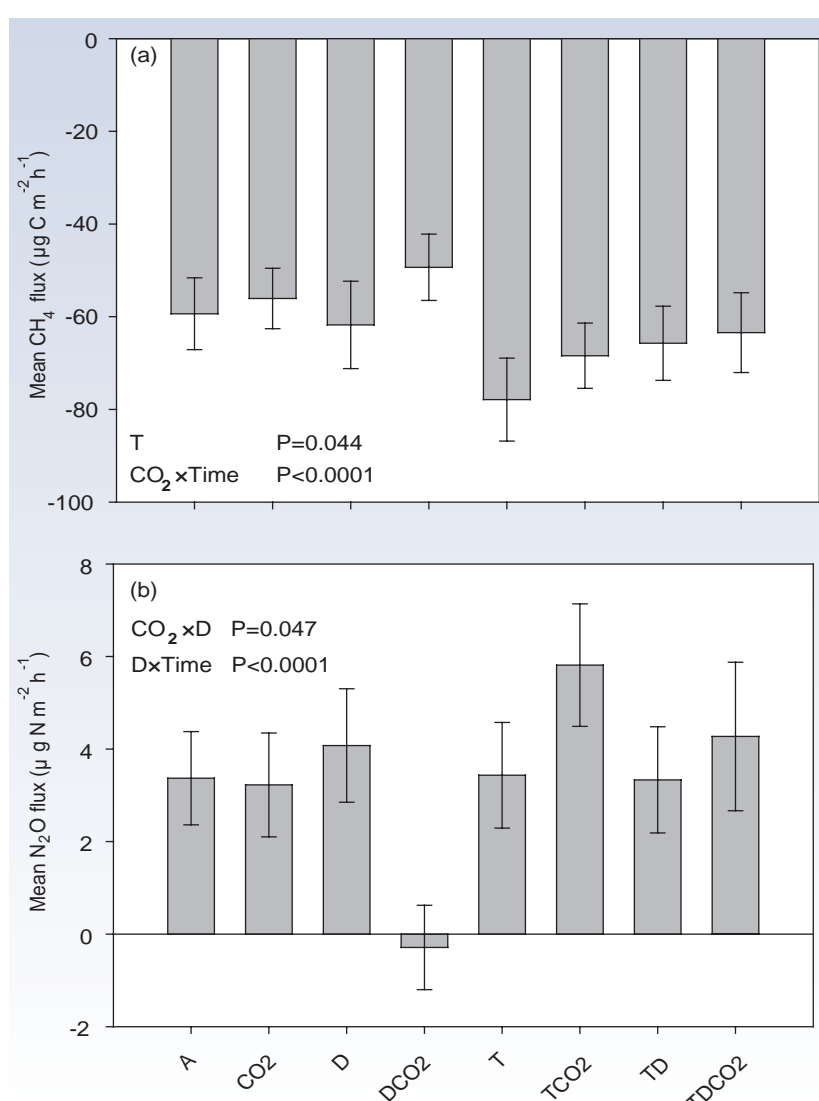 (a)
0
-20
-40
-60
-80
-100
Mean CH₄ flux (µg C m⁻² h⁻¹)
T P=0.044
CO₂×Time P<0.0001
(b)
8
6
4
2
0
-2
Mean N₂O flux (µ g N m⁻² h⁻¹)
CO₂×D P=0.047
D×Time P<0.0001
A CO2 D DCO2 T TCO2 TD TDCO2